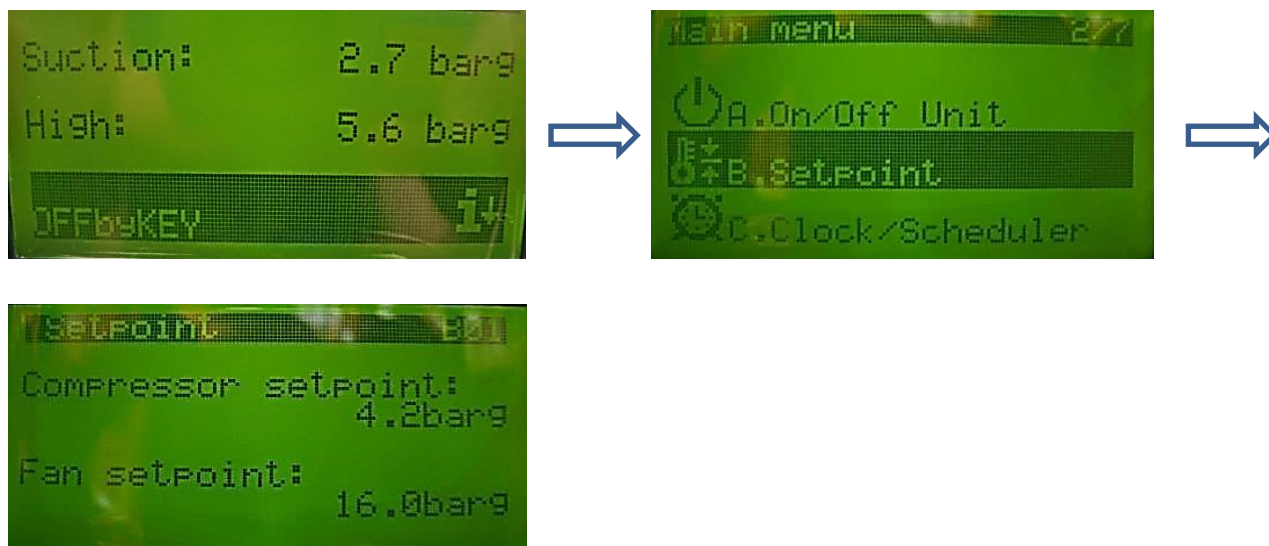 Suction: 2.7 barg
High: 5.6 barg
OFFbyKEY
Main menu 2/7
A.On/Off Unit
B.Setpoint
C.Clock/Scheduler
Setpoint B01
Compressor setpoint:
4.2barg
Fan setpoint:
16.0barg